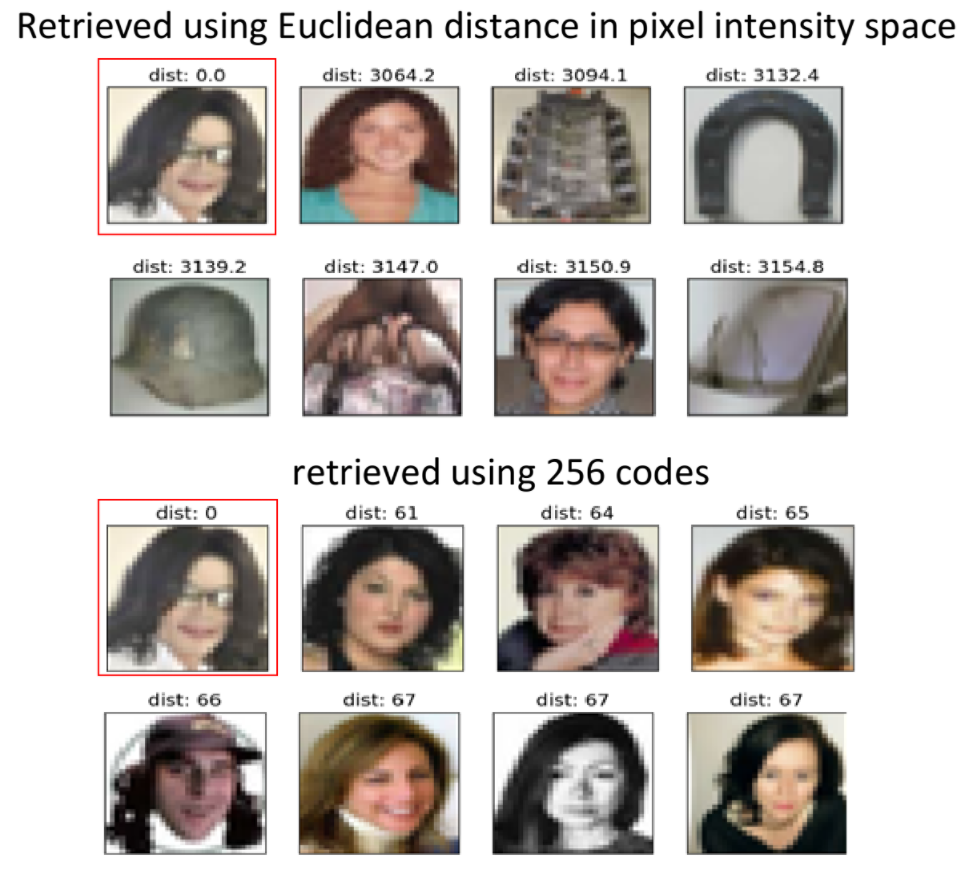 Retrieved using Euclidean distance in pixel intensity space
dist: 0.0 dist: 3064.2 dist: 3094.1 dist: 3132.4
dist: 3139.2 dist: 3147.0 dist: 3150.9 dist: 3154.8
retrieved using 256 codes
dist: 0 dist: 61 dist: 64 dist: 65
dist: 66 dist: 67 dist: 67 dist: 67